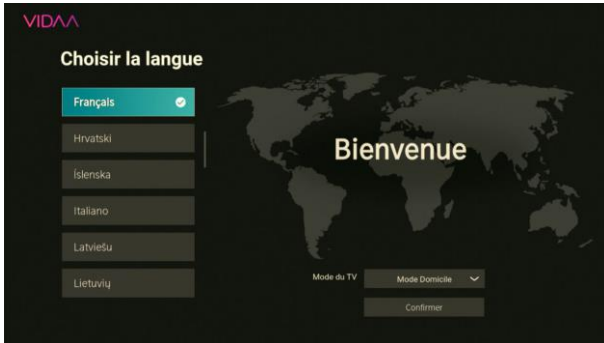 VIDAA
Choisir la langue
Français
Hrvatski
Íslenska
Italiano
Latviešu
Lietuvių
Bienvenue
Mode du TV
Mode Domicile
Confirmer